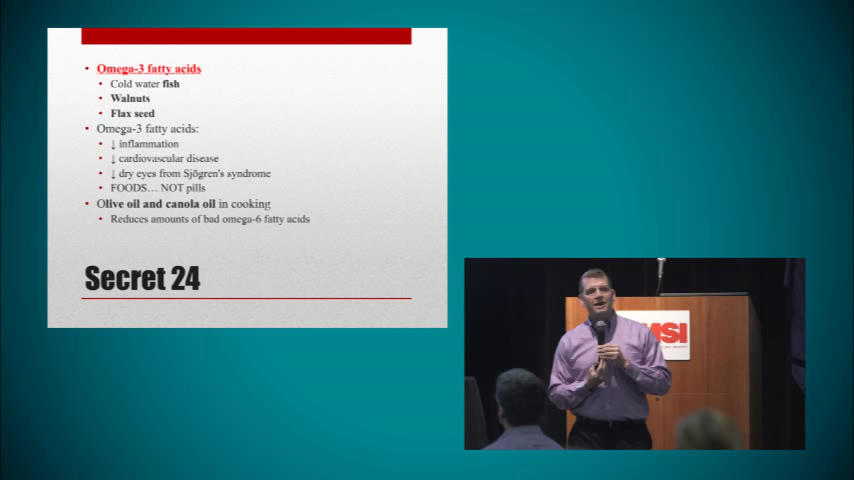 • Omega-3 fatty acids
• Cold water fish
• Walnuts
• Flax seed
• Omega-3 fatty acids:
• ↓ inflammation
• ↓ cardiovascular disease
• ↓ dry eyes from Sjögren's syndrome
• FOODS… NOT pills
• Olive oil and canola oil in cooking
• Reduces amounts of bad omega-6 fatty acids
Secret 24
MSI